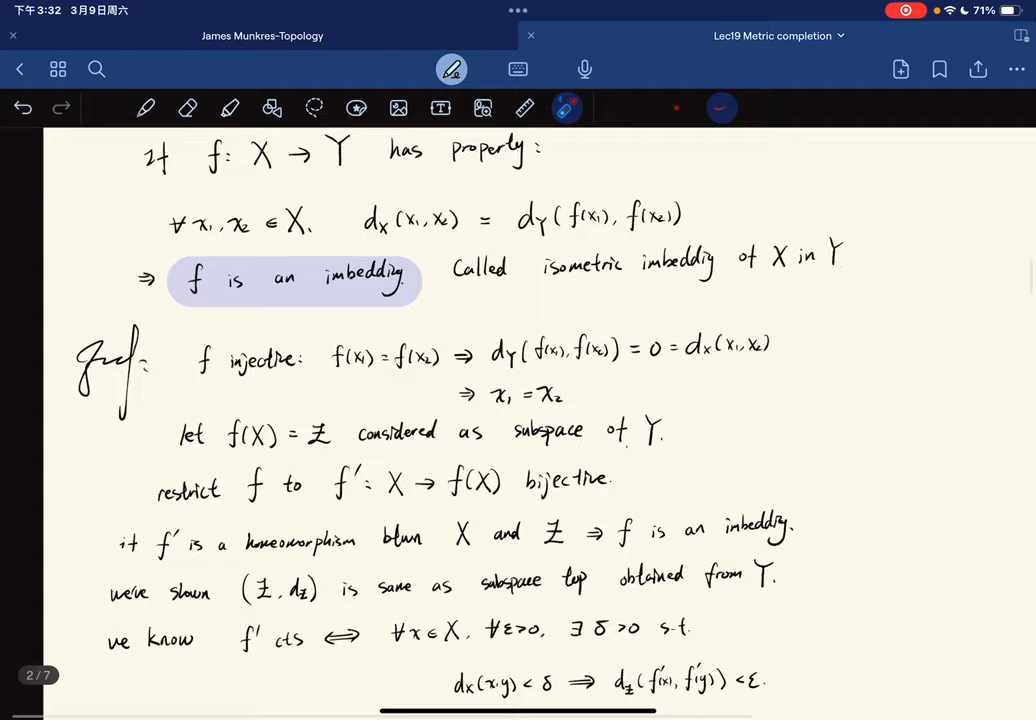 下午3:32 3月9日周六
71%
James Munkres-Topology
Lec19 Metric completion
If f: X → Y has property:
∀ x₁, x₂ ∈ X, d_X(x₁, x₂) = d_Y(f(x₁), f(x₂))
⇒ f is an imbedding. Called isometric imbeddig of X in Y
proof:
f injective: f(x₁) = f(x₂) ⇒ d_Y(f(x₁), f(x₂)) = 0 = d_X(x₁, x₂)
⇒ x₁ = x₂
let f(X) = Z considered as subspace of Y.
restrict f to f′: X → f(X) bijective.
if f′ is a homeomorphism btwn X and Z ⇒ f is an imbeddig.
we've shown (Z, d_Z) is same as subspace top obtained from Y.
we know f′ cts ⇔ ∀x ∈ X, ∀ε>0, ∃ δ>0 s.t.
d_X(x,y) < δ ⟹ d_Z(f′(x), f′(y)) < ε.
2/7